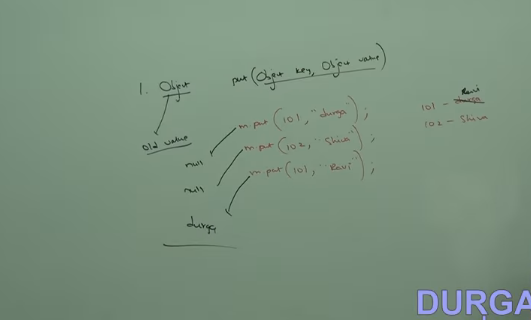 1. Object put (Object key, Object value)
old value
m.put (101, "durga");
null
m.put (102, "Shiva");
null
m.put (101, "Ravi");
durga
Ravi
101 - durga
102 - Shiva
DURGA